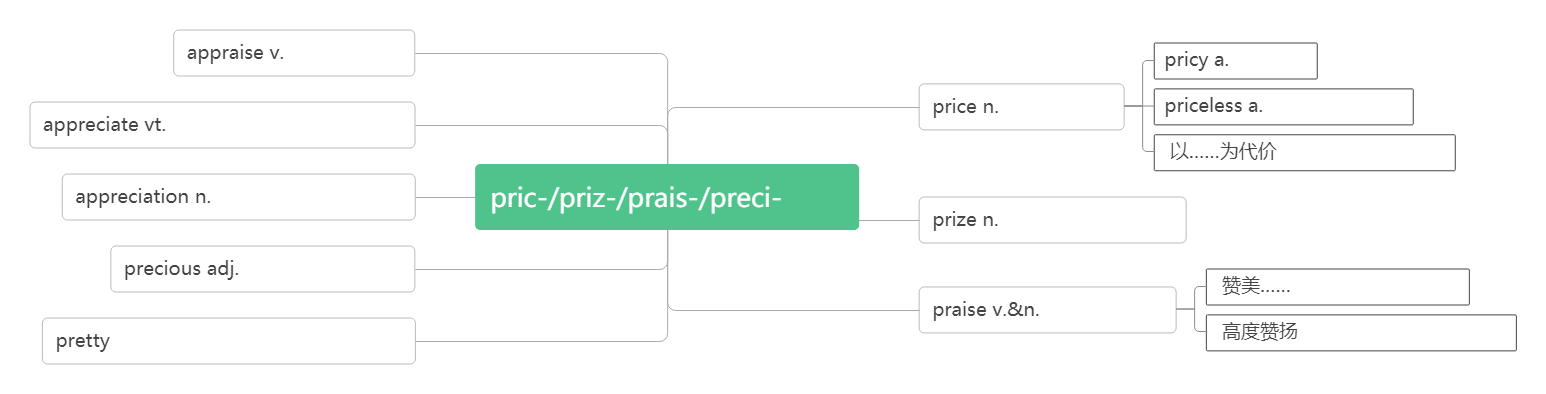 appraise v.
appreciate vt.
appreciation n.
precious adj.
pretty
pric-/priz-/prais-/preci-
price n.
pricy a.
priceless a.
以……为代价
prize n.
praise v.&n.
赞美……
高度赞扬